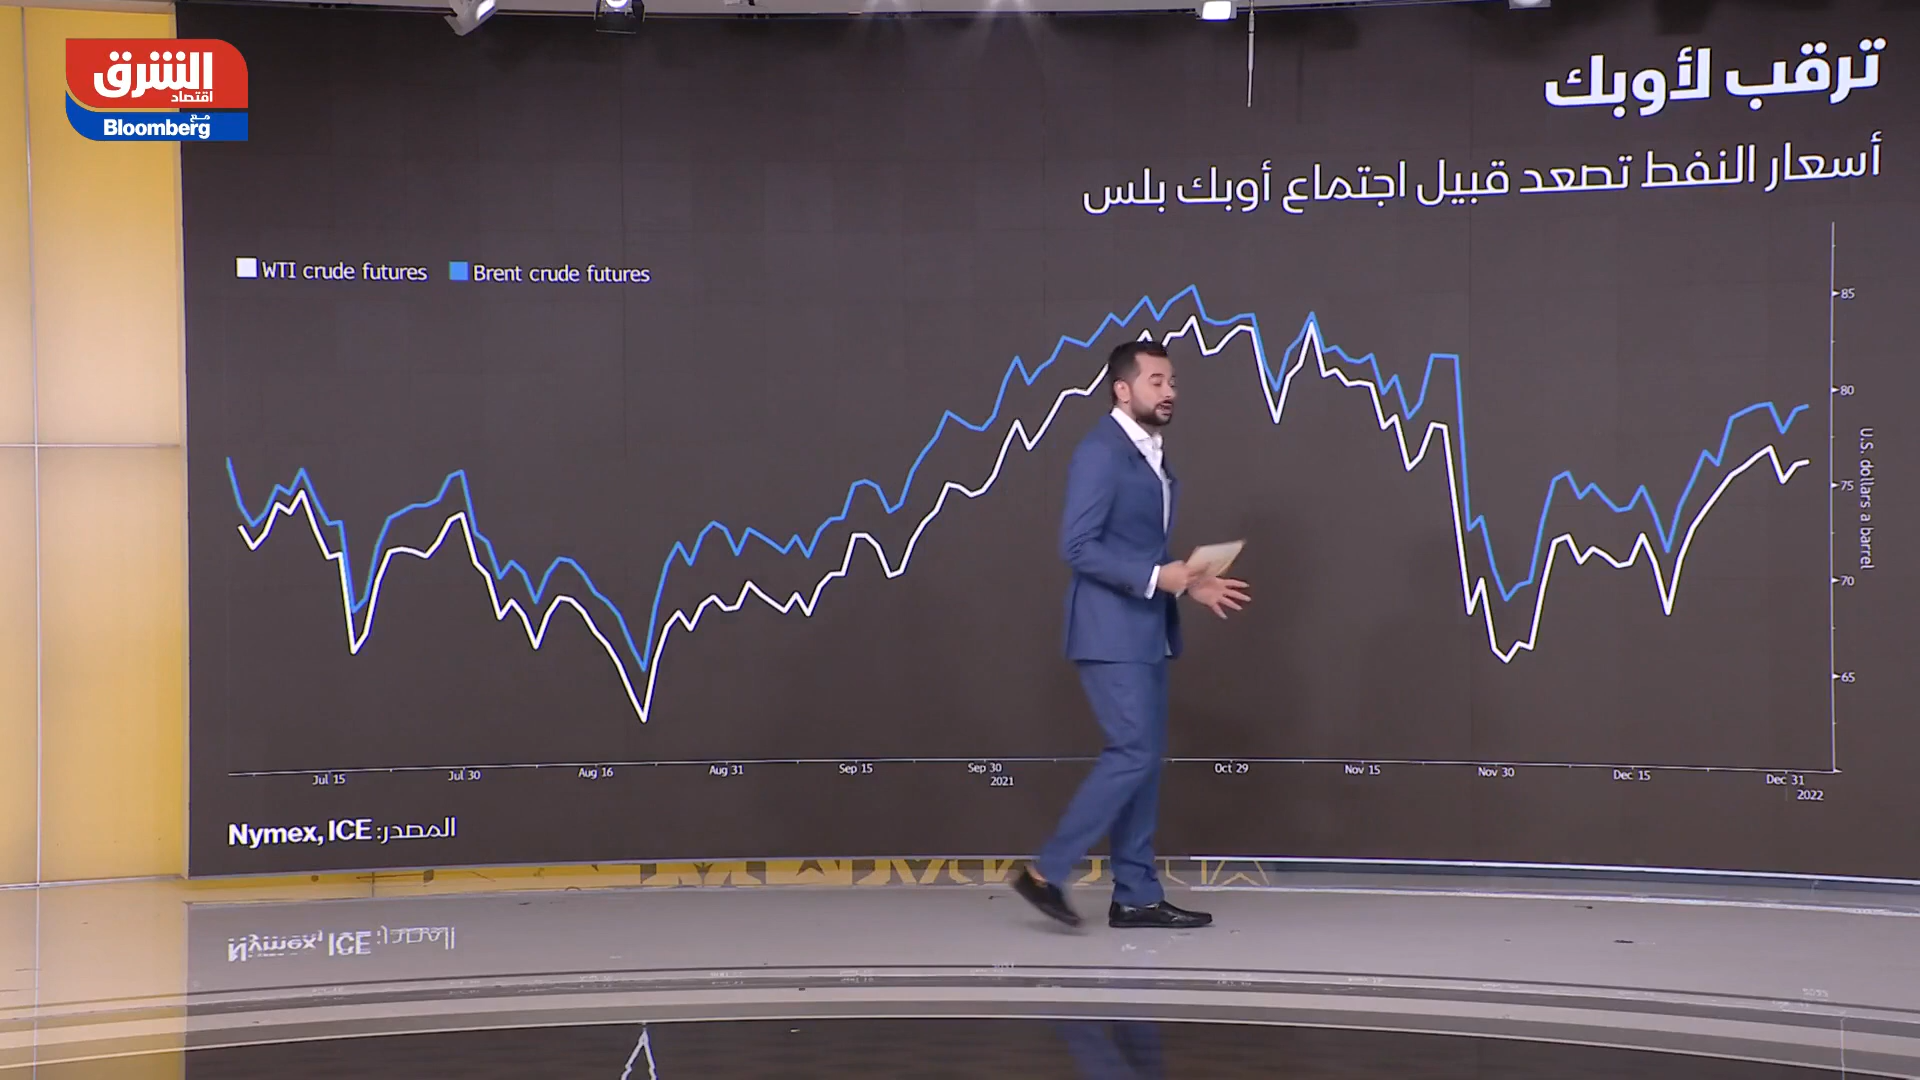 الشرق
اقتصاد
مع
Bloomberg
ترقب لأوبك
أسعار النفط تصعد قبيل اجتماع أوبك بلس
WTI crude futures Brent crude futures
85
80
75
70
65
U.S. dollars a barrel
Jul 15 Jul 30 Aug 16 Aug 31 Sep 15 Sep 30 Oct 29 Nov 15 Nov 30 Dec 15 Dec 31
2021 2022
المصدر: Nymex, ICE